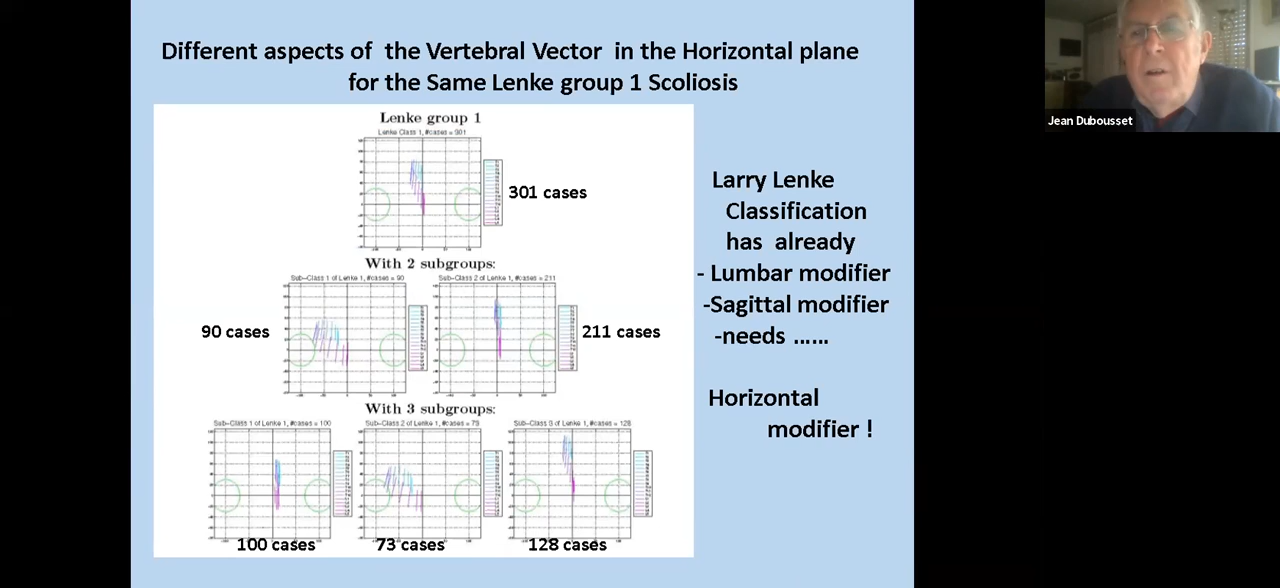 Different aspects of the Vertebral Vector in the Horizontal plane
for the Same Lenke group 1 Scoliosis
Jean Dubousset
Lenke group 1
Lenke Class 1, #cases = 301
301 cases
With 2 subgroups:
Sub-Class 1 of Lenke 1, #cases = 90
Sub-Class 2 of Lenke 1, #cases = 211
90 cases
211 cases
With 3 subgroups:
Sub-Class 1 of Lenke 1, #cases = 100
Sub-Class 2 of Lenke 1, #cases = 73
Sub-Class 3 of Lenke 1, #cases = 128
100 cases
73 cases
128 cases
Larry Lenke
Classification
has already
- Lumbar modifier
-Sagittal modifier
-needs ......
Horizontal
modifier !